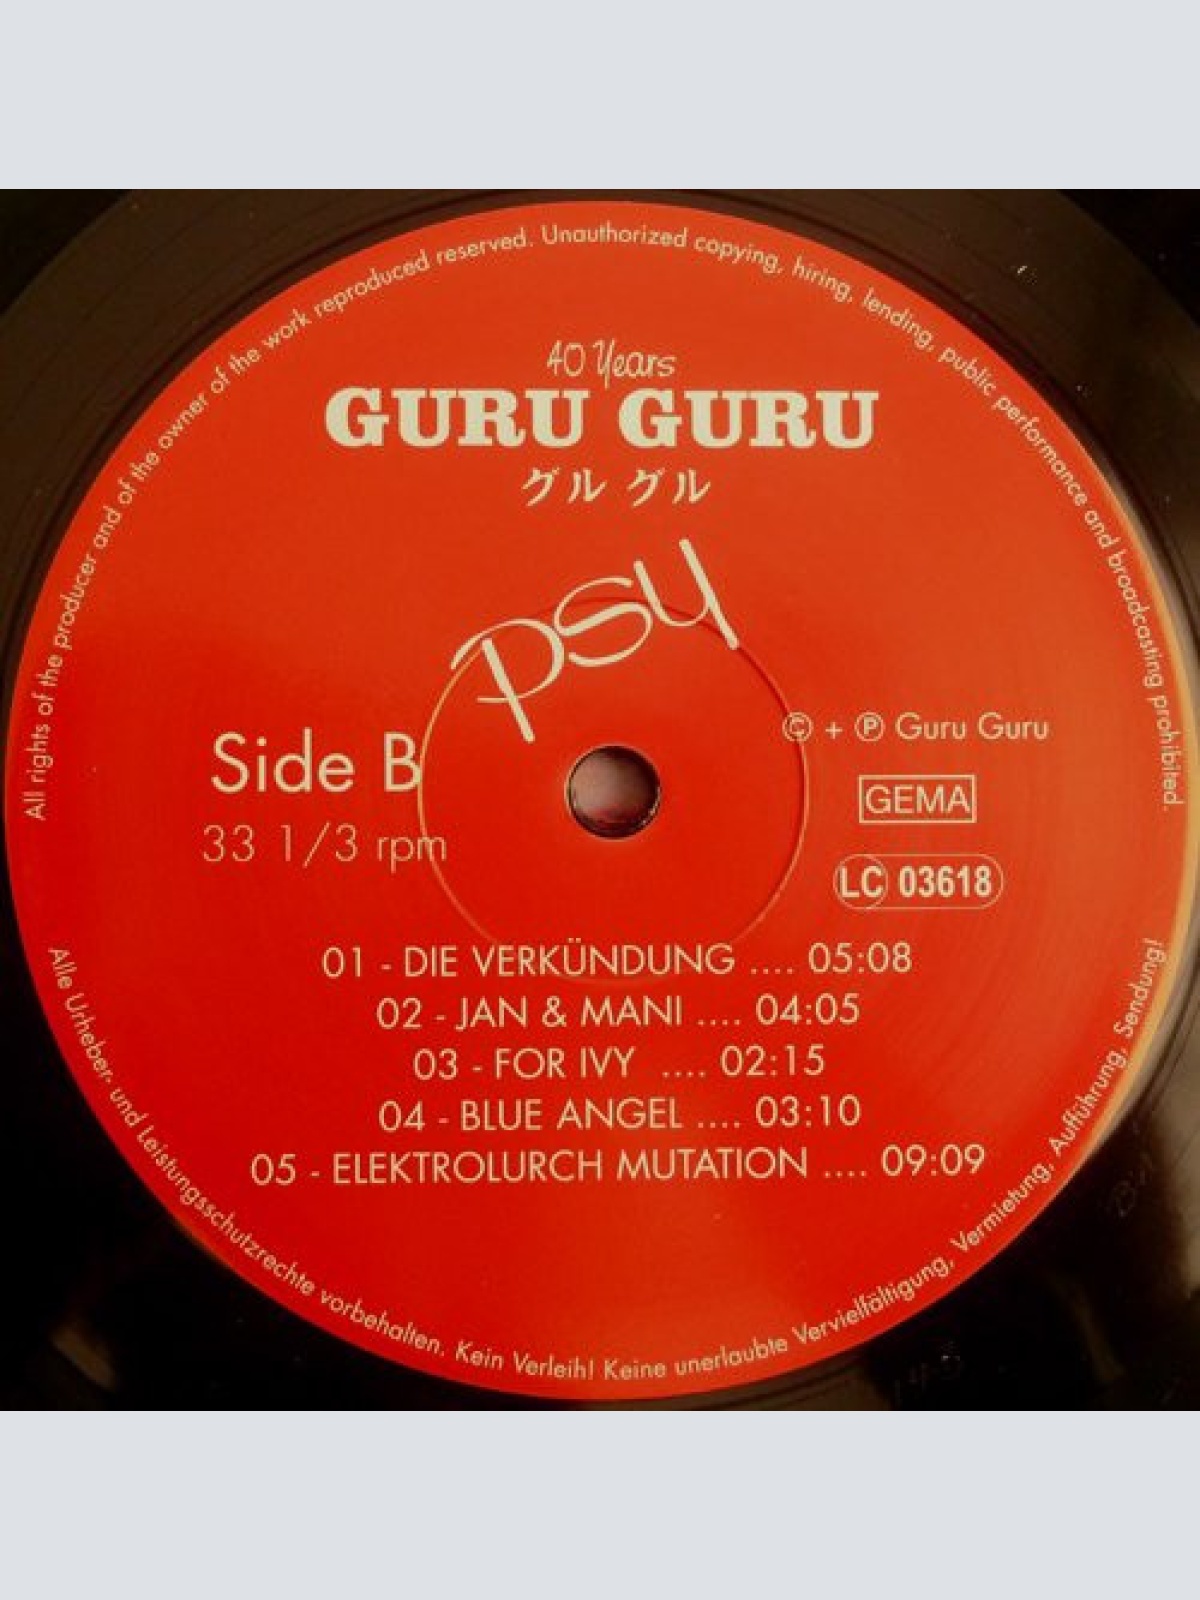 All rights of the producer and of the owner of the work reproduced reserved. Unauthorized copying, hiring, lending, public performance and broadcasting prohibited.
40 Years
GURU GURU
グル グル
psy
Side B
33 1/3 rpm
© + ℗ Guru Guru
GEMA
LC 03618
01 - DIE VERKÜNDUNG .... 05:08
02 - JAN & MANI .... 04:05
03 - FOR IVY .... 02:15
04 - BLUE ANGEL .... 03:10
05 - ELEKTROLURCH MUTATION .... 09:09
Alle Urheber- und Leistungsschutzrechte vorbehalten. Kein Verleih! Keine unerlaubte Vervielfältigung, Vermietung, Aufführung, Sendung!